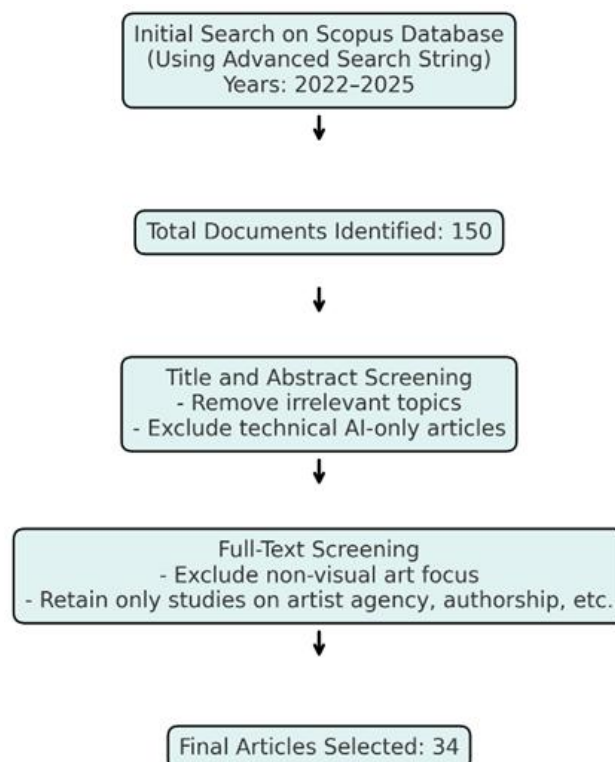 Initial Search on Scopus Database
(Using Advanced Search String)
Years: 2022–2025
Total Documents Identified: 150
Title and Abstract Screening
- Remove irrelevant topics
- Exclude technical AI-only articles
Full-Text Screening
- Exclude non-visual art focus
- Retain only studies on artist agency, authorship, etc.
Final Articles Selected: 34